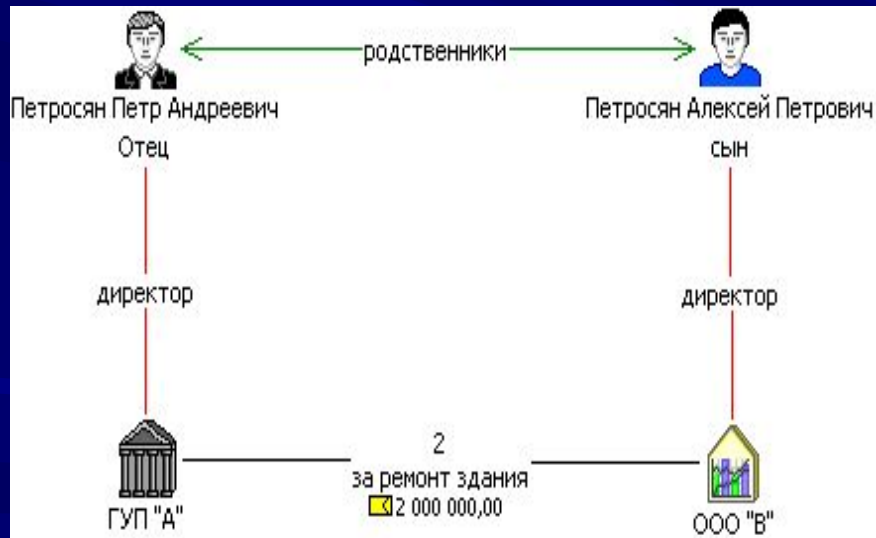 родственники
Петросян Петр Андреевич
Петросян Алексей Петрович
Отец
сын
директор
директор
2
за ремонт здания
2 000 000,00
ГУП "А"
ООО "В"